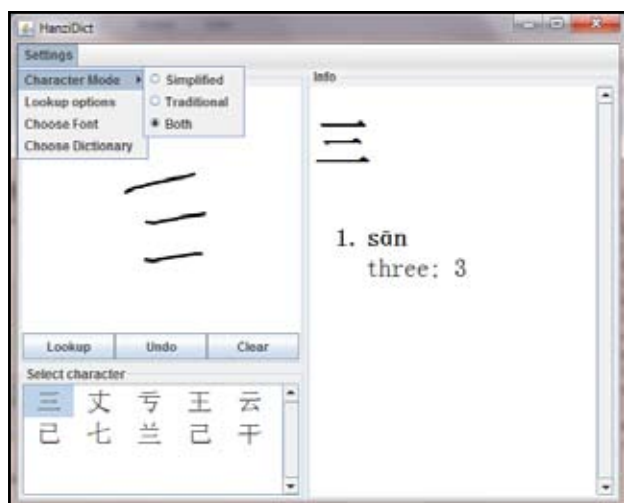 HanziDict
Settings
Character Mode
Simplified
Lookup options
Traditional
Choose Font
Both
Choose Dictionary
Lookup Undo Clear
Select character
三 丈 亏 王 云
已 七 兰 己 干
Info
三
1. sān
three; 3